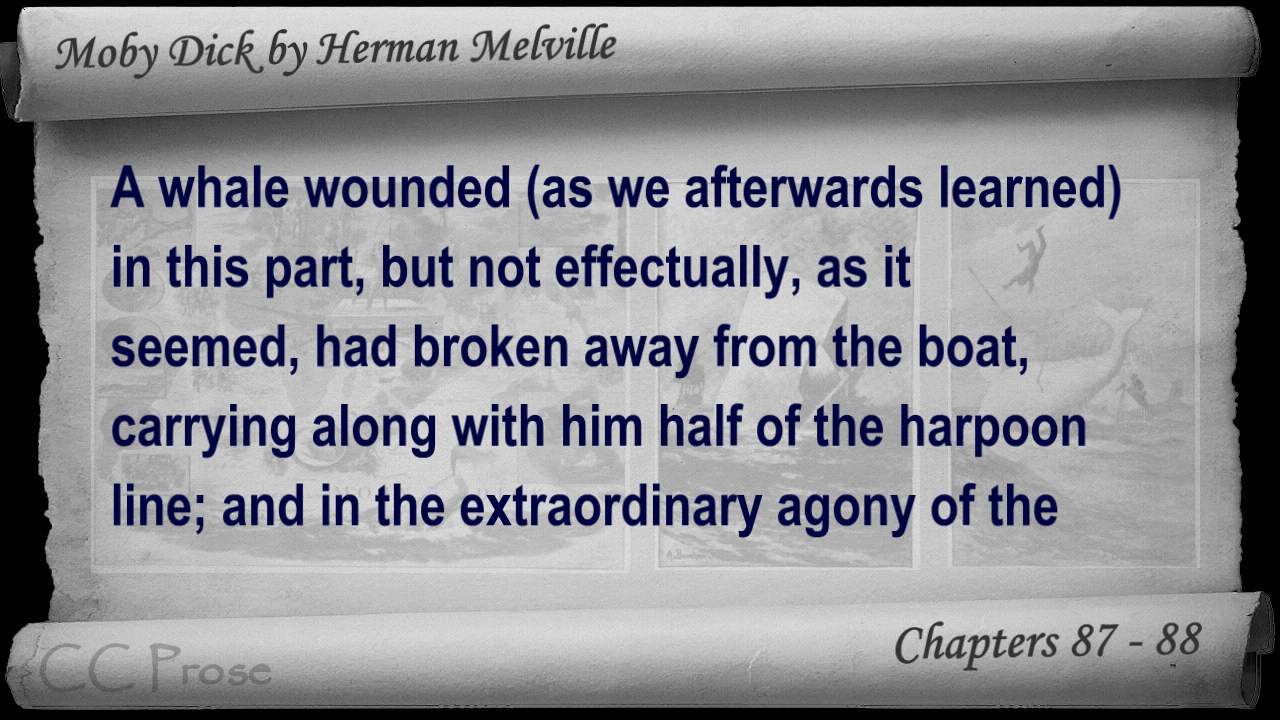 Moby Dick by Herman Melville
A whale wounded (as we afterwards learned)
in this part, but not effectually, as it
seemed, had broken away from the boat,
carrying along with him half of the harpoon
line; and in the extraordinary agony of the
Chapters 87 - 88
CC Prose